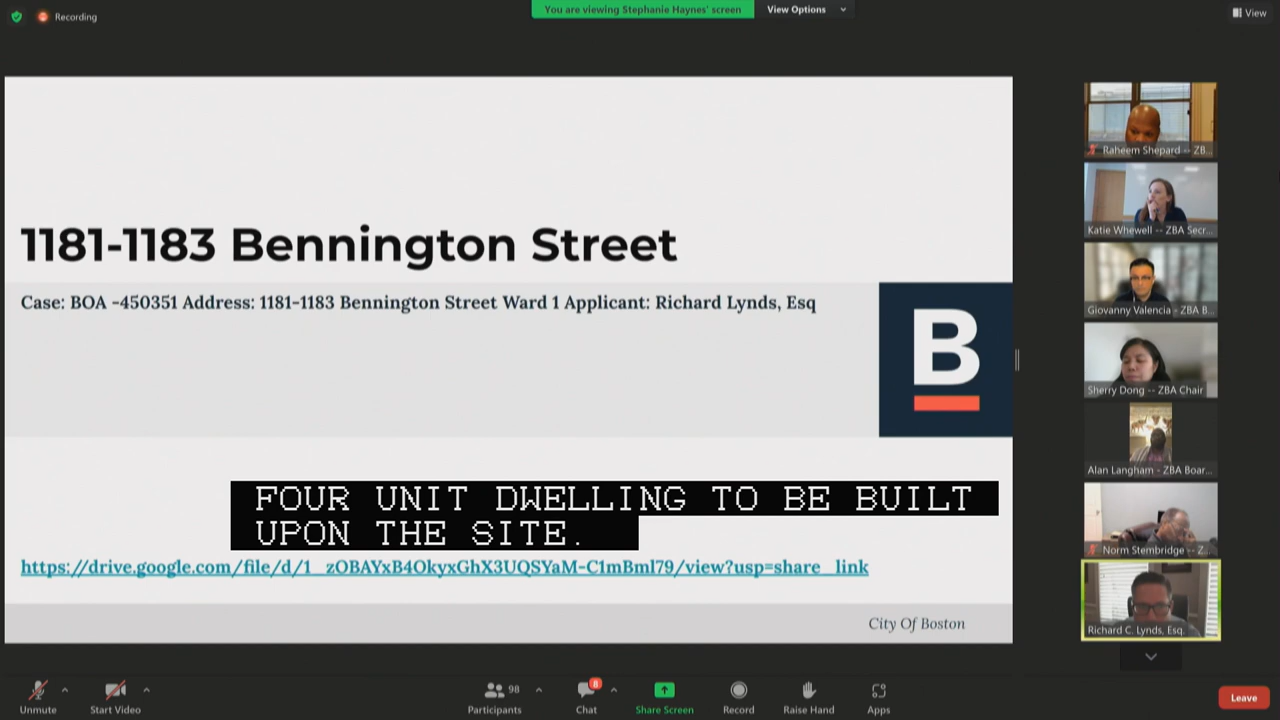 Recording
You are viewing Stephanie Haynes' screen
View Options
View
1181-1183 Bennington Street
Case: BOA -450351 Address: 1181-1183 Bennington Street Ward 1 Applicant: Richard Lynds, Esq
B
FOUR UNIT DWELLING TO BE BUILT
UPON THE SITE.
https://drive.google.com/file/d/1_zOBAYxB4OkyxGhX3UQSYaM-C1mBml79/view?usp=share_link
City Of Boston
Raheem Shepard -- ZB...
Katie Whewell -- ZBA Secr...
Giovanny Valencia - ZBA B...
Sherry Dong -- ZBA Chair
Alan Langham - ZBA Boar...
Norm Stembridge -- Z...
Richard C. Lynds, Esq.
Unmute
Start Video
98
Participants
8
Chat
Share Screen
Record
Raise Hand
Apps
Leave